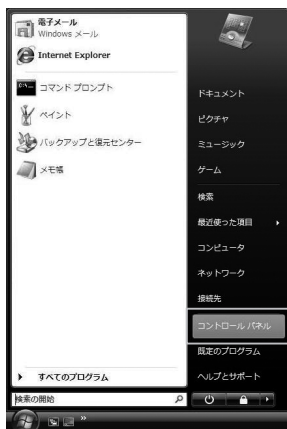 電子メール
Windows メール
Internet Explorer
コマンド プロンプト
ペイント
バックアップと復元センター
メモ帳
すべてのプログラム
検索の開始
ドキュメント
ピクチャ
ミュージック
ゲーム
検索
最近使った項目
コンピュータ
ネットワーク
接続先
コントロール パネル
既定のプログラム
ヘルプとサポート